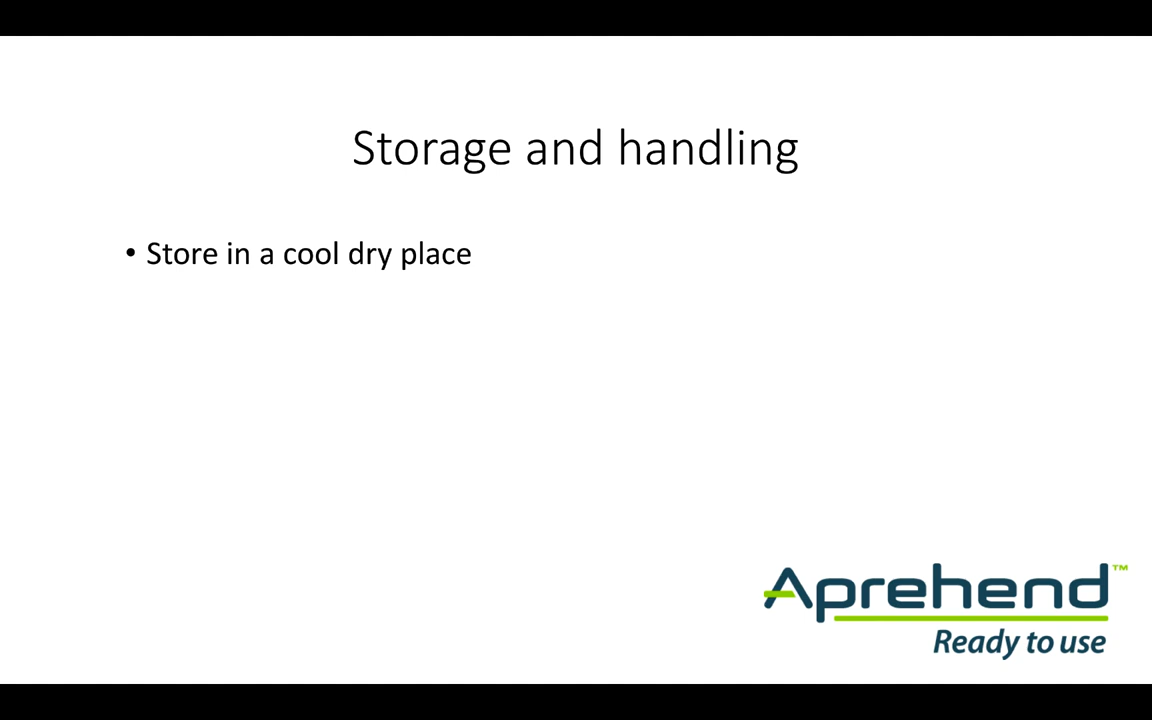 Storage and handling
• Store in a cool dry place
Aprehend™
Ready to use